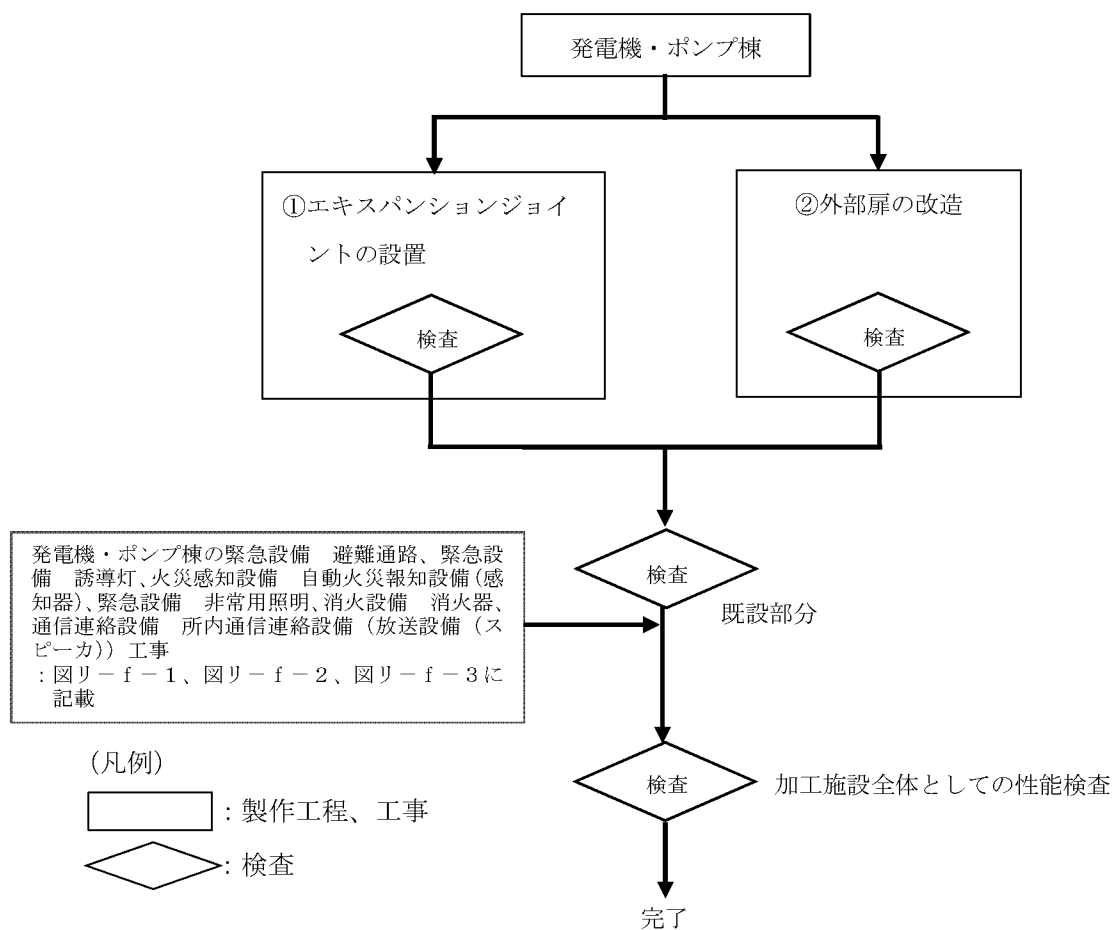 発電機・ポンプ棟
①エキスパンションジョイ
ントの設置
検査
②外部扉の改造
検査
検査
既設部分
発電機・ポンプ棟の緊急設備　避難通路、緊急設
備　誘導灯、火災感知設備　自動火災報知設備(感
知器)、緊急設備　非常用照明、消火設備　消火器、
通信連絡設備　所内通信連絡設備（放送設備（ス
ピーカ））工事
：図リ－ｆ－１、図リ－ｆ－２、図リ－ｆ－３に
記載
検査
加工施設全体としての性能検査
完了
(凡例)
：製作工程、工事
：検査